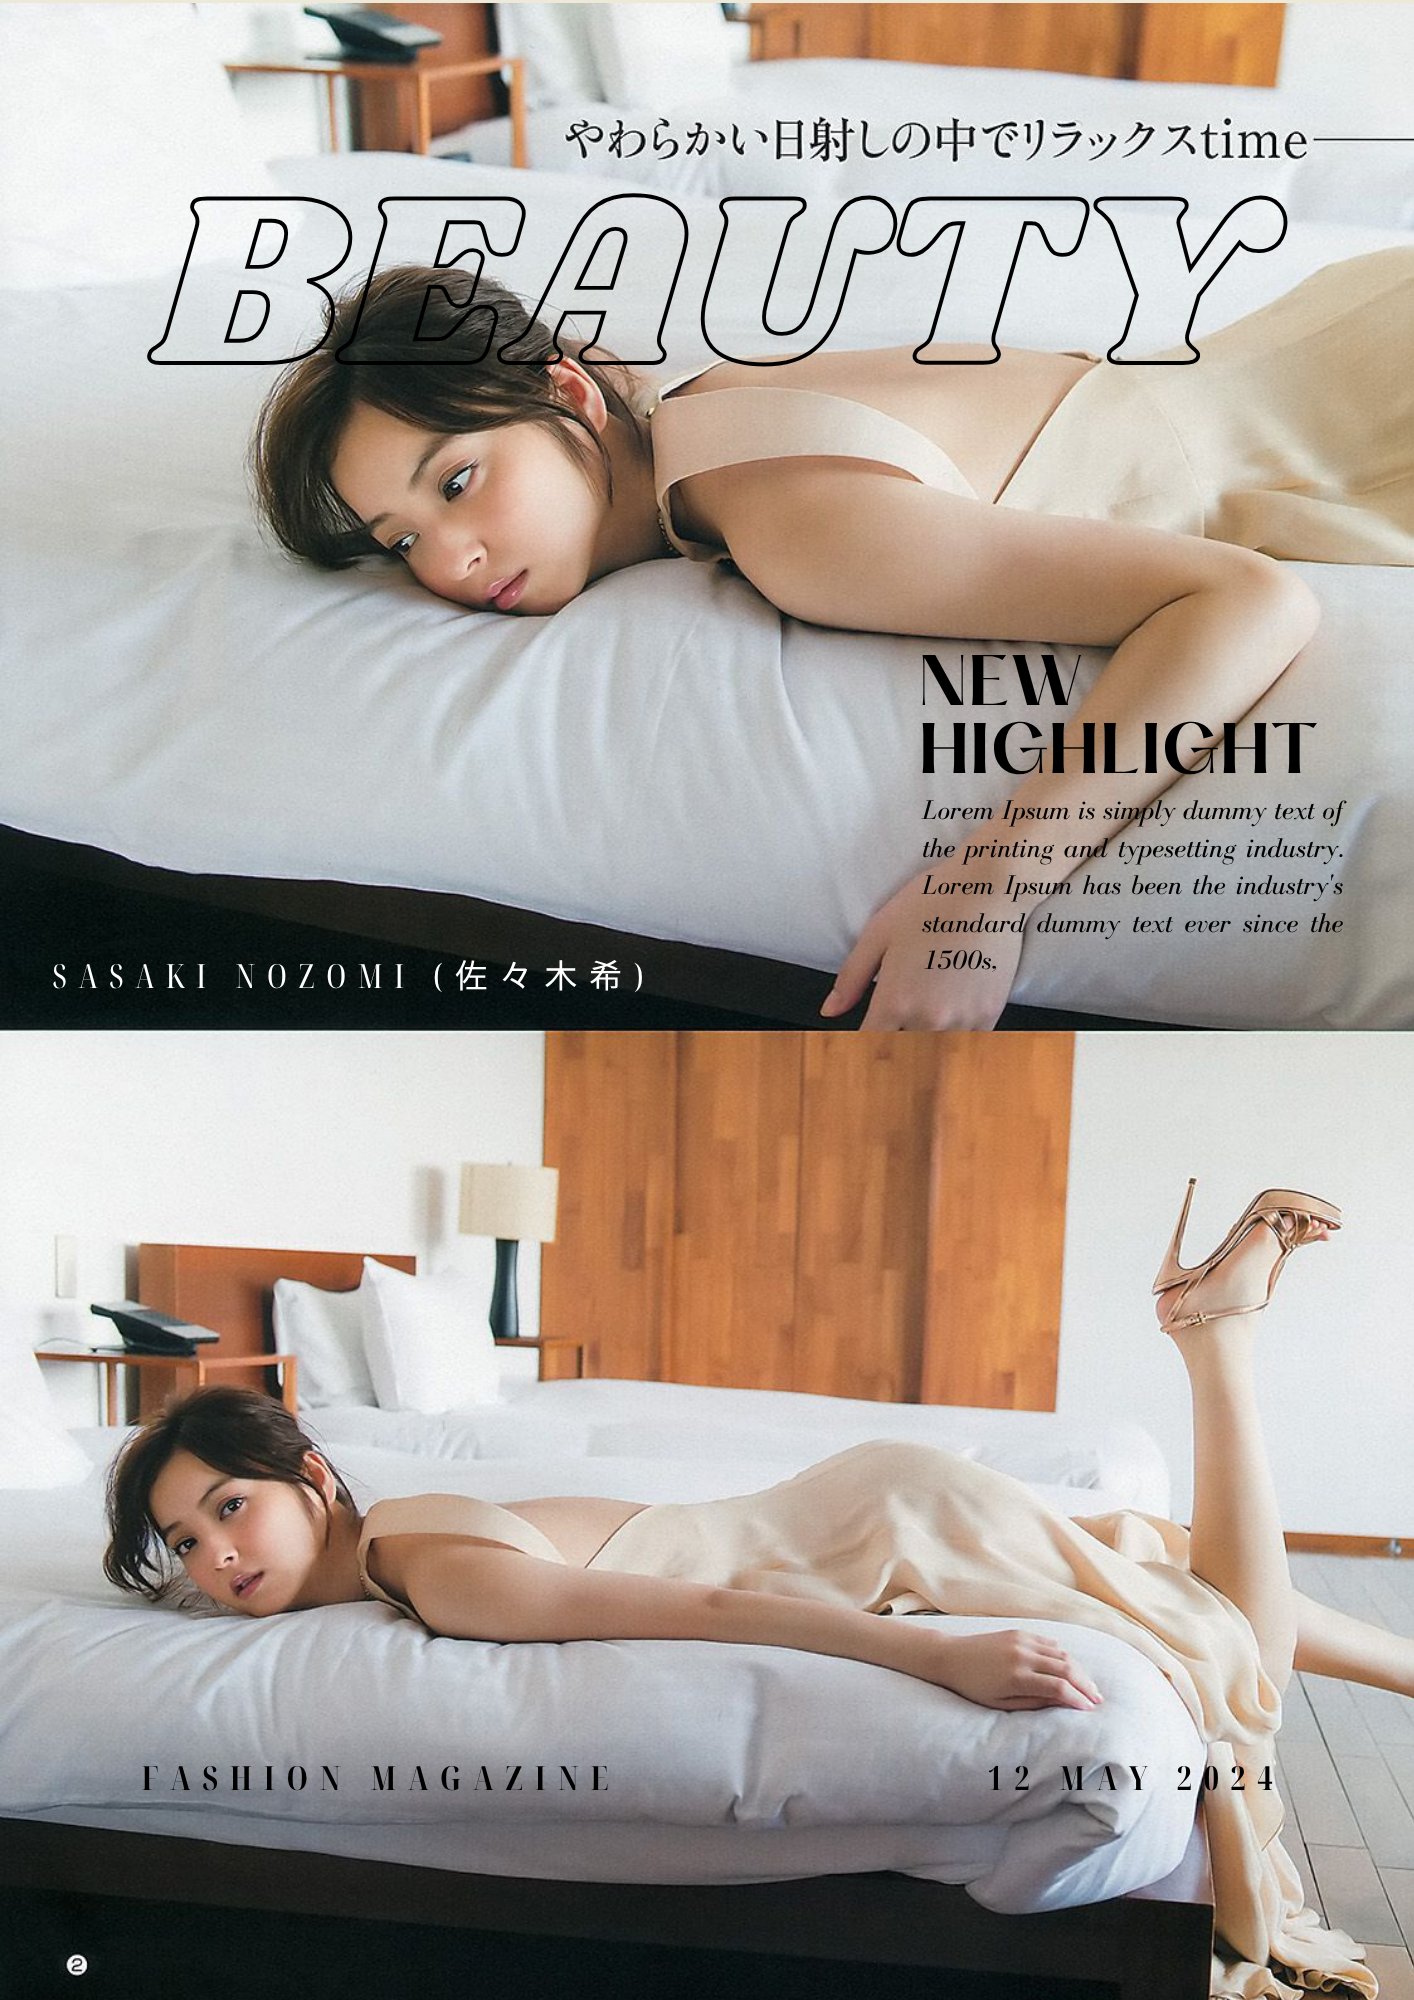 やわらかい日射しの中でリラックスtime
BEAUTY
NEW
HIGHLIGHT
Lorem Ipsum is simply dummy text of
the printing and typesetting industry.
Lorem Ipsum has been the industry's
standard dummy text ever since the
1500s,
SASAKI NOZOMI (佐々木希)
FASHION MAGAZINE
12 MAY 2024
2